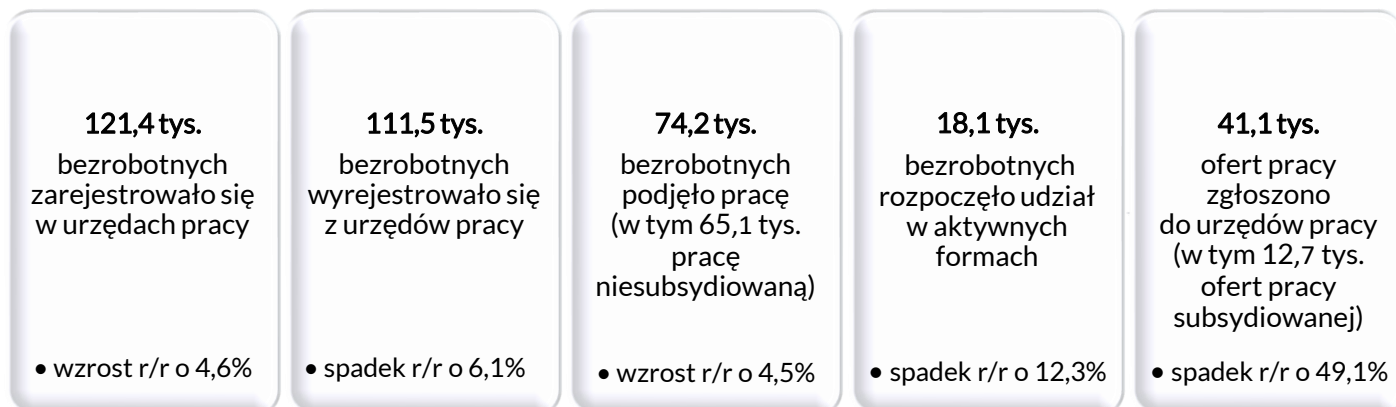 121,4 tys.
bezrobotnych
zarejestrowało się
w urzędach pracy
• wzrost r/r o 4,6%
111,5 tys.
bezrobotnych
wyrejestrowało się
z urzędów pracy
• spadek r/r o 6,1%
74,2 tys.
bezrobotnych
podjęło pracę
(w tym 65,1 tys.
pracę
niesubsydiowaną)
• wzrost r/r o 4,5%
18,1 tys.
bezrobotnych
rozpoczęło udział
w aktywnych
formach
• spadek r/r o 12,3%
41,1 tys.
ofert pracy
zgłoszono
do urzędów pracy
(w tym 12,7 tys.
ofert pracy
subsydiowanej)
• spadek r/r o 49,1%